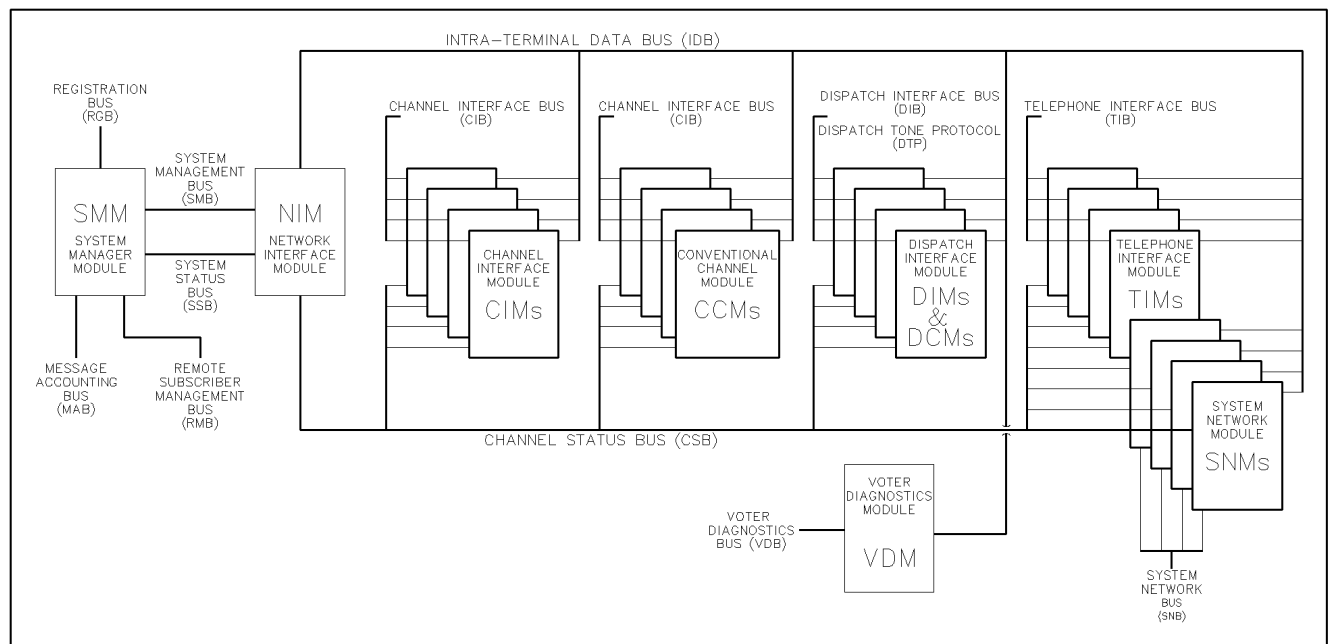 INTRA-TERMINAL DATA BUS (IDB)
REGISTRATION
BUS
(RGB)
CHANNEL INTERFACE BUS
(CIB)
CHANNEL INTERFACE BUS
(CIB)
DISPATCH INTERFACE BUS
(DIB)
DISPATCH TONE PROTOCOL
(DTP)
TELEPHONE INTERFACE BUS
(TIB)
SYSTEM
MANAGEMENT
BUS
(SMB)
SMM
SYSTEM
MANAGER
MODULE
NIM
NETWORK
INTERFACE
MODULE
SYSTEM
STATUS
BUS
(SSB)
CHANNEL
INTERFACE
MODULE
CIMs
CONVENTIONAL
CHANNEL
MODULE
CCMs
DISPATCH
INTERFACE
MODULE
DIMs
&
DCMs
TELEPHONE
INTERFACE
MODULE
TIMs
MESSAGE
ACCOUNTING
BUS
(MAB)
REMOTE
SUBSCRIBER
MANAGEMENT
BUS
(RMB)
CHANNEL STATUS BUS (CSB)
SYSTEM
NETWORK
MODULE
SNMs
VOTER
DIAGNOSTICS
MODULE
VDM
VOTER
DIAGNOSTICS
BUS (VDB)
SYSTEM
NETWORK
BUS
(SNB)